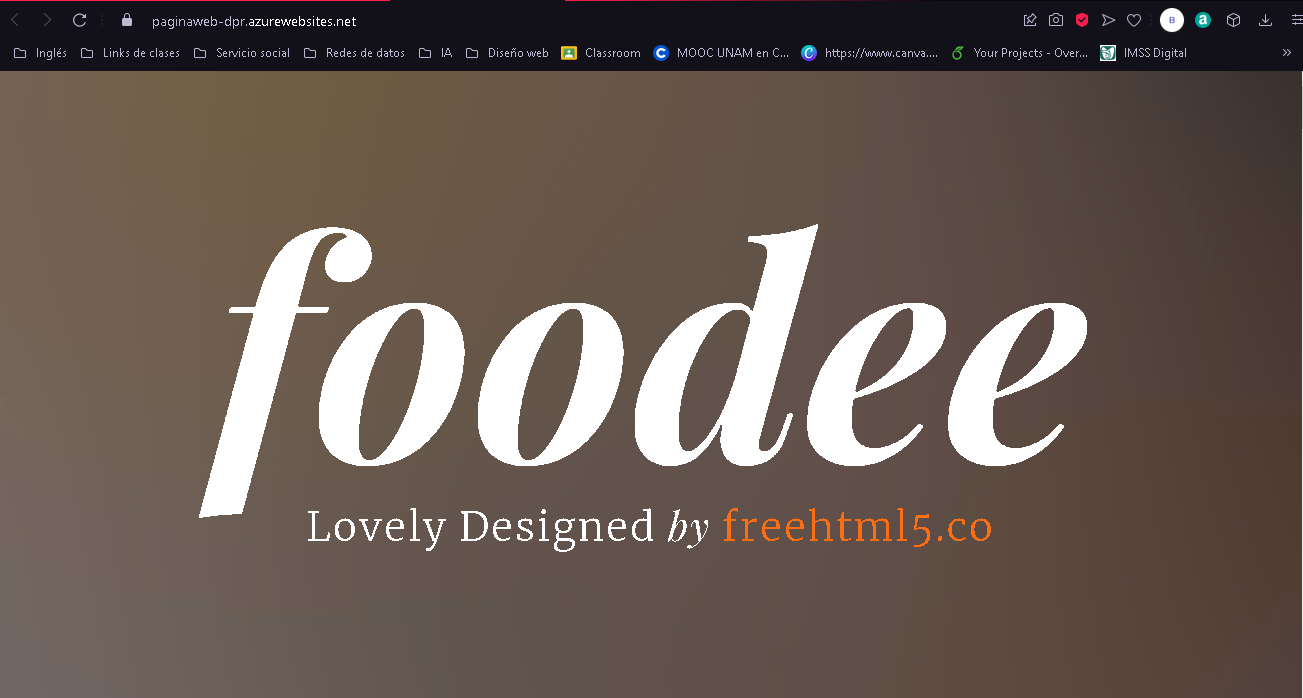 paginaweb-dpr.azurewebsites.net
B
a
Inglés Links de clases Servicio social Redes de datos IA Diseño web Classroom C MOOC UNAM en C... C https://www.canva.... Your Projects - Over... IMSS Digital »
foodee
Lovely Designed by freehtml5.co